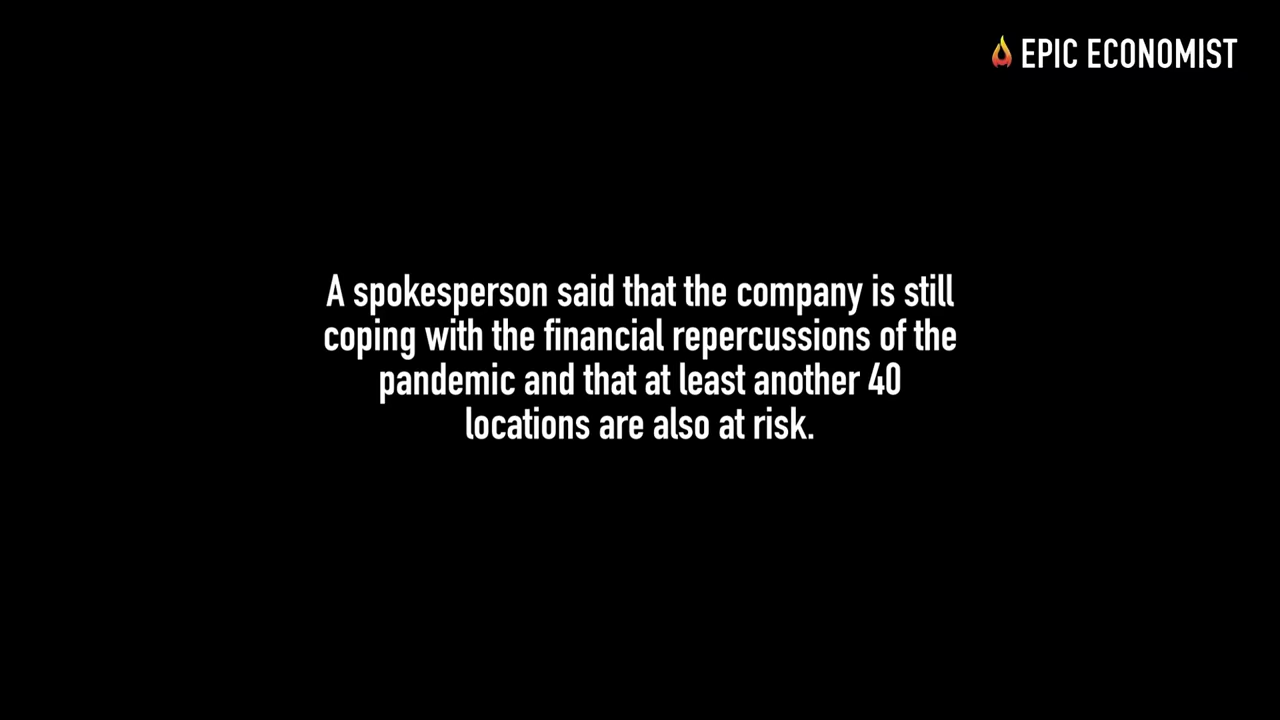 EPIC ECONOMIST
A spokesperson said that the company is still
coping with the financial repercussions of the
pandemic and that at least another 40
locations are also at risk.